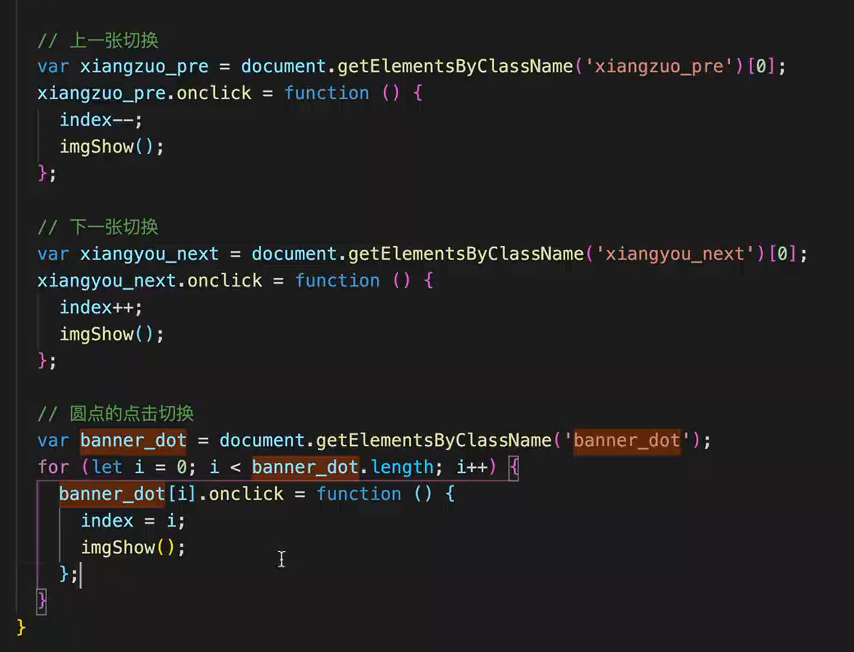 // 上一张切换
var xiangzuo_pre = document.getElementsByClassName('xiangzuo_pre')[0];
xiangzuo_pre.onclick = function () {
  index--;
  imgShow();
};

// 下一张切换
var xiangyou_next = document.getElementsByClassName('xiangyou_next')[0];
xiangyou_next.onclick = function () {
  index++;
  imgShow();
};

// 圆点的点击切换
var banner_dot = document.getElementsByClassName('banner_dot');
for (let i = 0; i < banner_dot.length; i++) {
  banner_dot[i].onclick = function () {
    index = i;
    imgShow();
  };
}
}